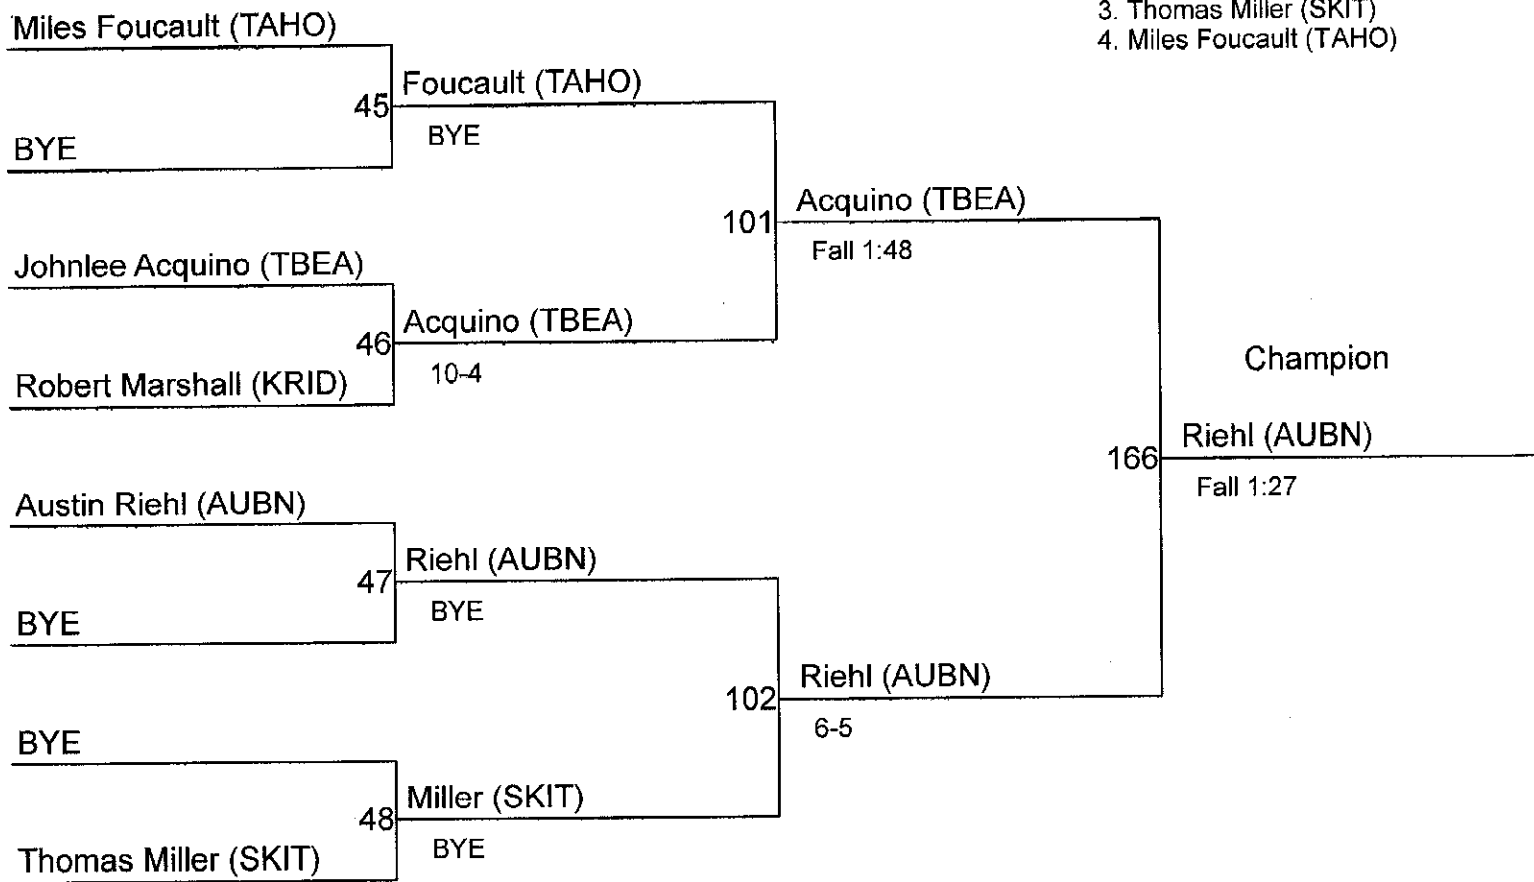 3. Thomas Miller (SKIT)
4. Miles Foucault (TAHO)
Miles Foucault (TAHO)
45
Foucault (TAHO)
BYE
BYE
101
Acquino (TBEA)
Fall 1:48
Johnlee Acquino (TBEA)
46
Acquino (TBEA)
10-4
Robert Marshall (KRID)
Champion
166
Riehl (AUBN)
Fall 1:27
Austin Riehl (AUBN)
47
Riehl (AUBN)
BYE
BYE
102
Riehl (AUBN)
6-5
BYE
48
Miller (SKIT)
BYE
Thomas Miller (SKIT)